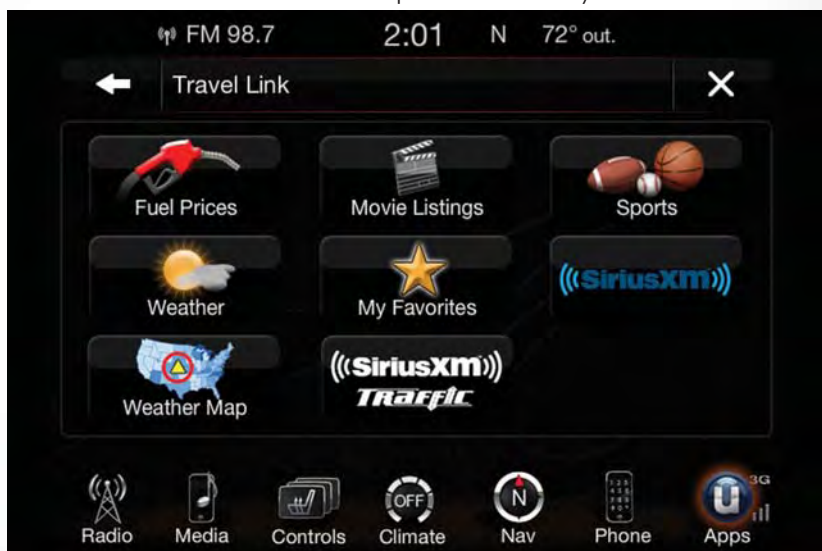 FM 98.7 2:01 N 72° out.
Travel Link
Fuel Prices Movie Listings Sports
Weather My Favorites ((SiriusXM))
Weather Map ((SiriusXM))
TRaffic
OFF N u 3G
Radio Media Controls Climate Nav Phone Apps